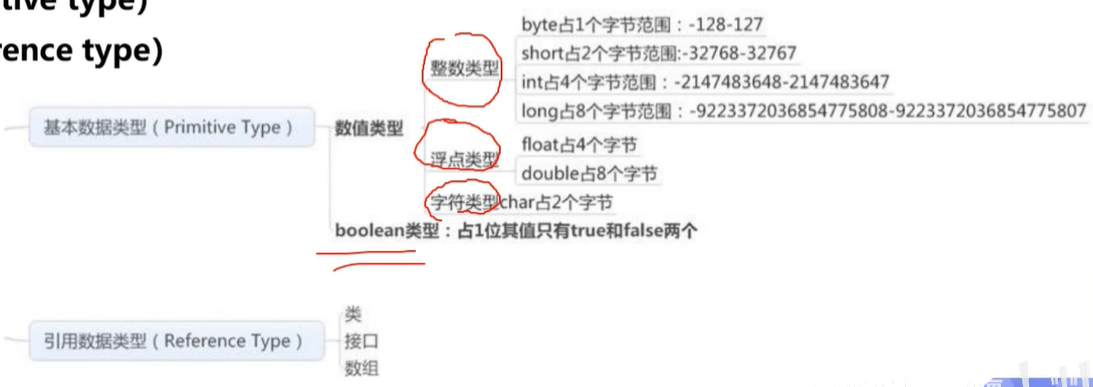 tive type)
rence type)
byte占1个字节范围：-128-127
short占2个字节范围:-32768-32767
整数类型
int占4个字节范围：-2147483648-2147483647
long占8个字节范围：-9223372036854775808-9223372036854775807
基本数据类型（Primitive Type）
数值类型
float占4个字节
浮点类型
double占8个字节
字符类型char占2个字节
boolean类型：占1位其值只有true和false两个
类
引用数据类型（Reference Type）
接口
数组